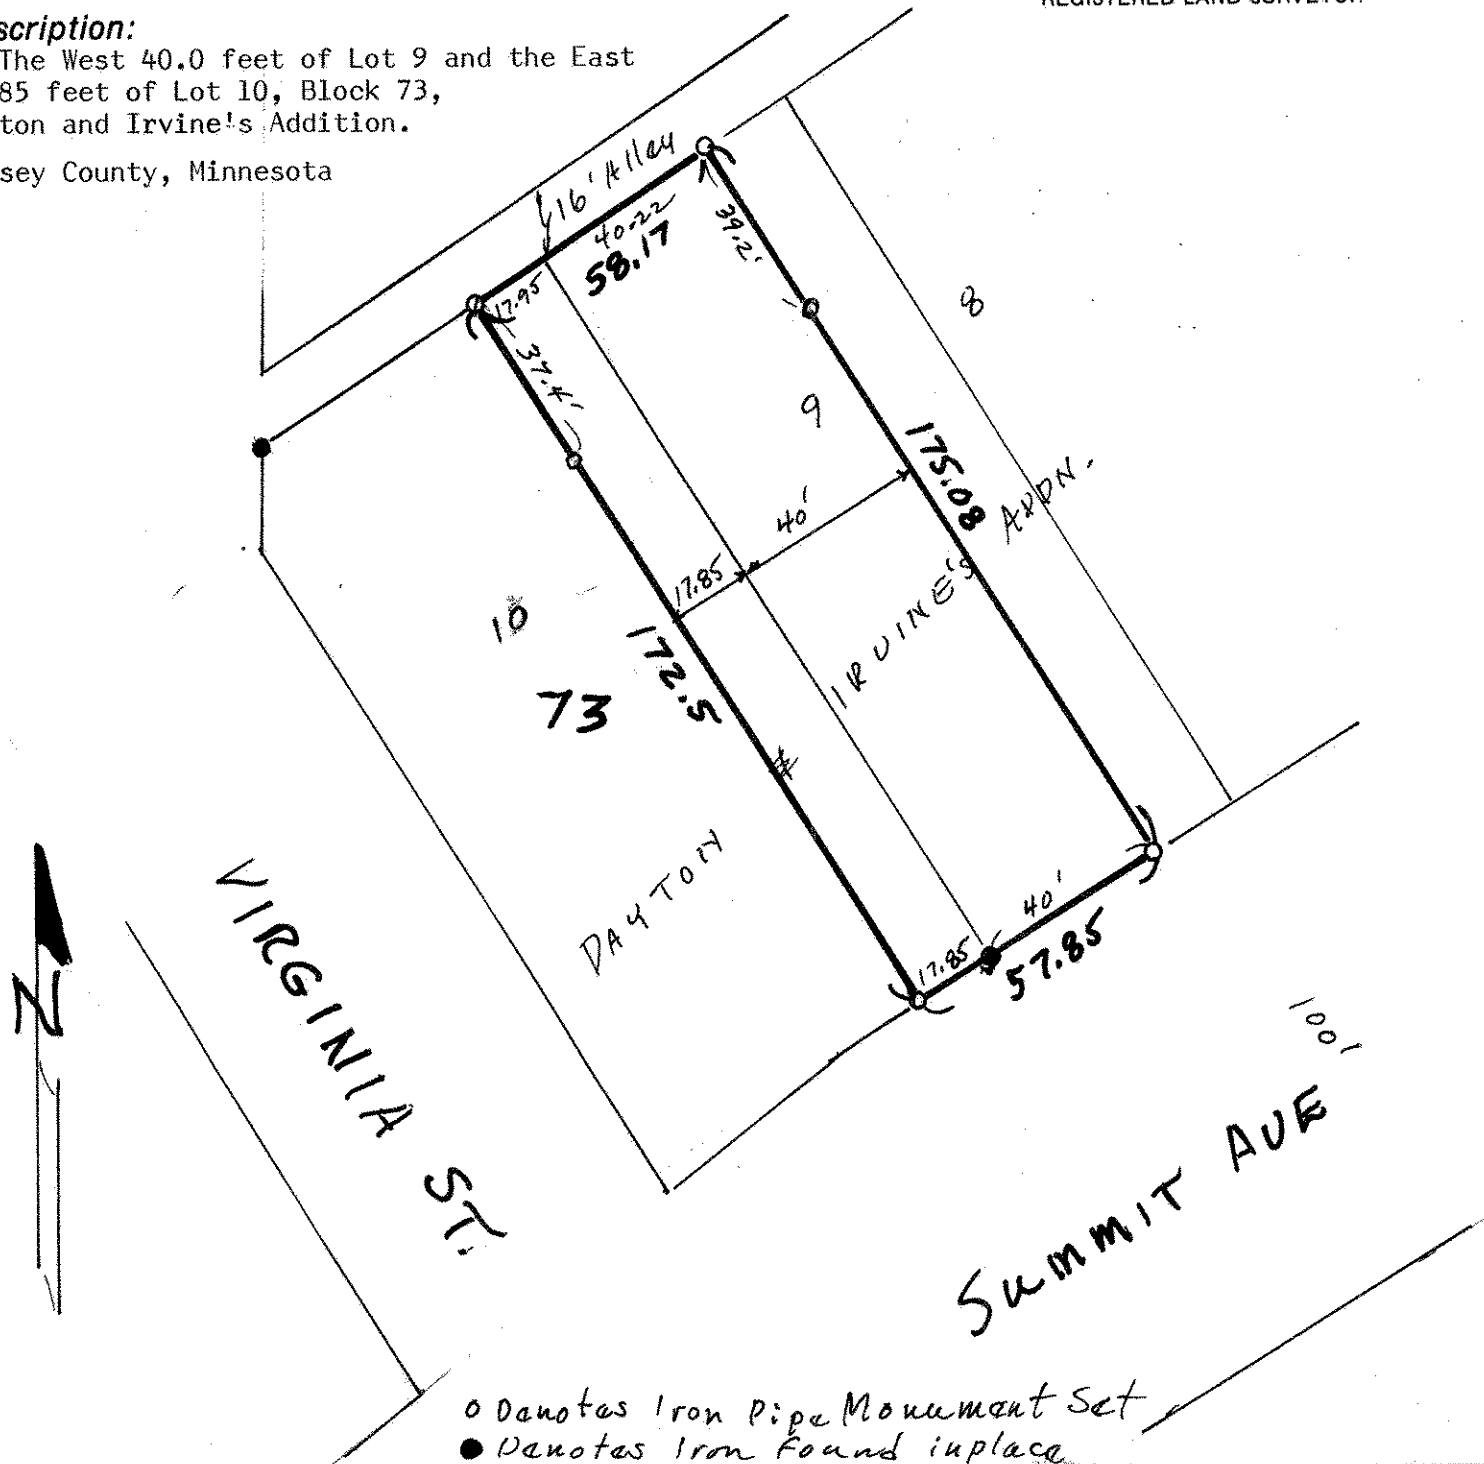 scription:
The West 40.0 feet of Lot 9 and the East
85 feet of Lot 10, Block 73,
ton and Irvine's Addition.
sey County, Minnesota
16' Alley
40.22
58.17
17.95
39.2'
37.4'
8
9
175.08
40'
17.85
IRVINE'S ADDN.
10
73
172.5
DAYTON
VIRGINIA ST.
N
40'
17.85
57.85
100'
SUMMIT AVE
o Denotes Iron Pipe Monument Set
● Denotes Iron Found inplace